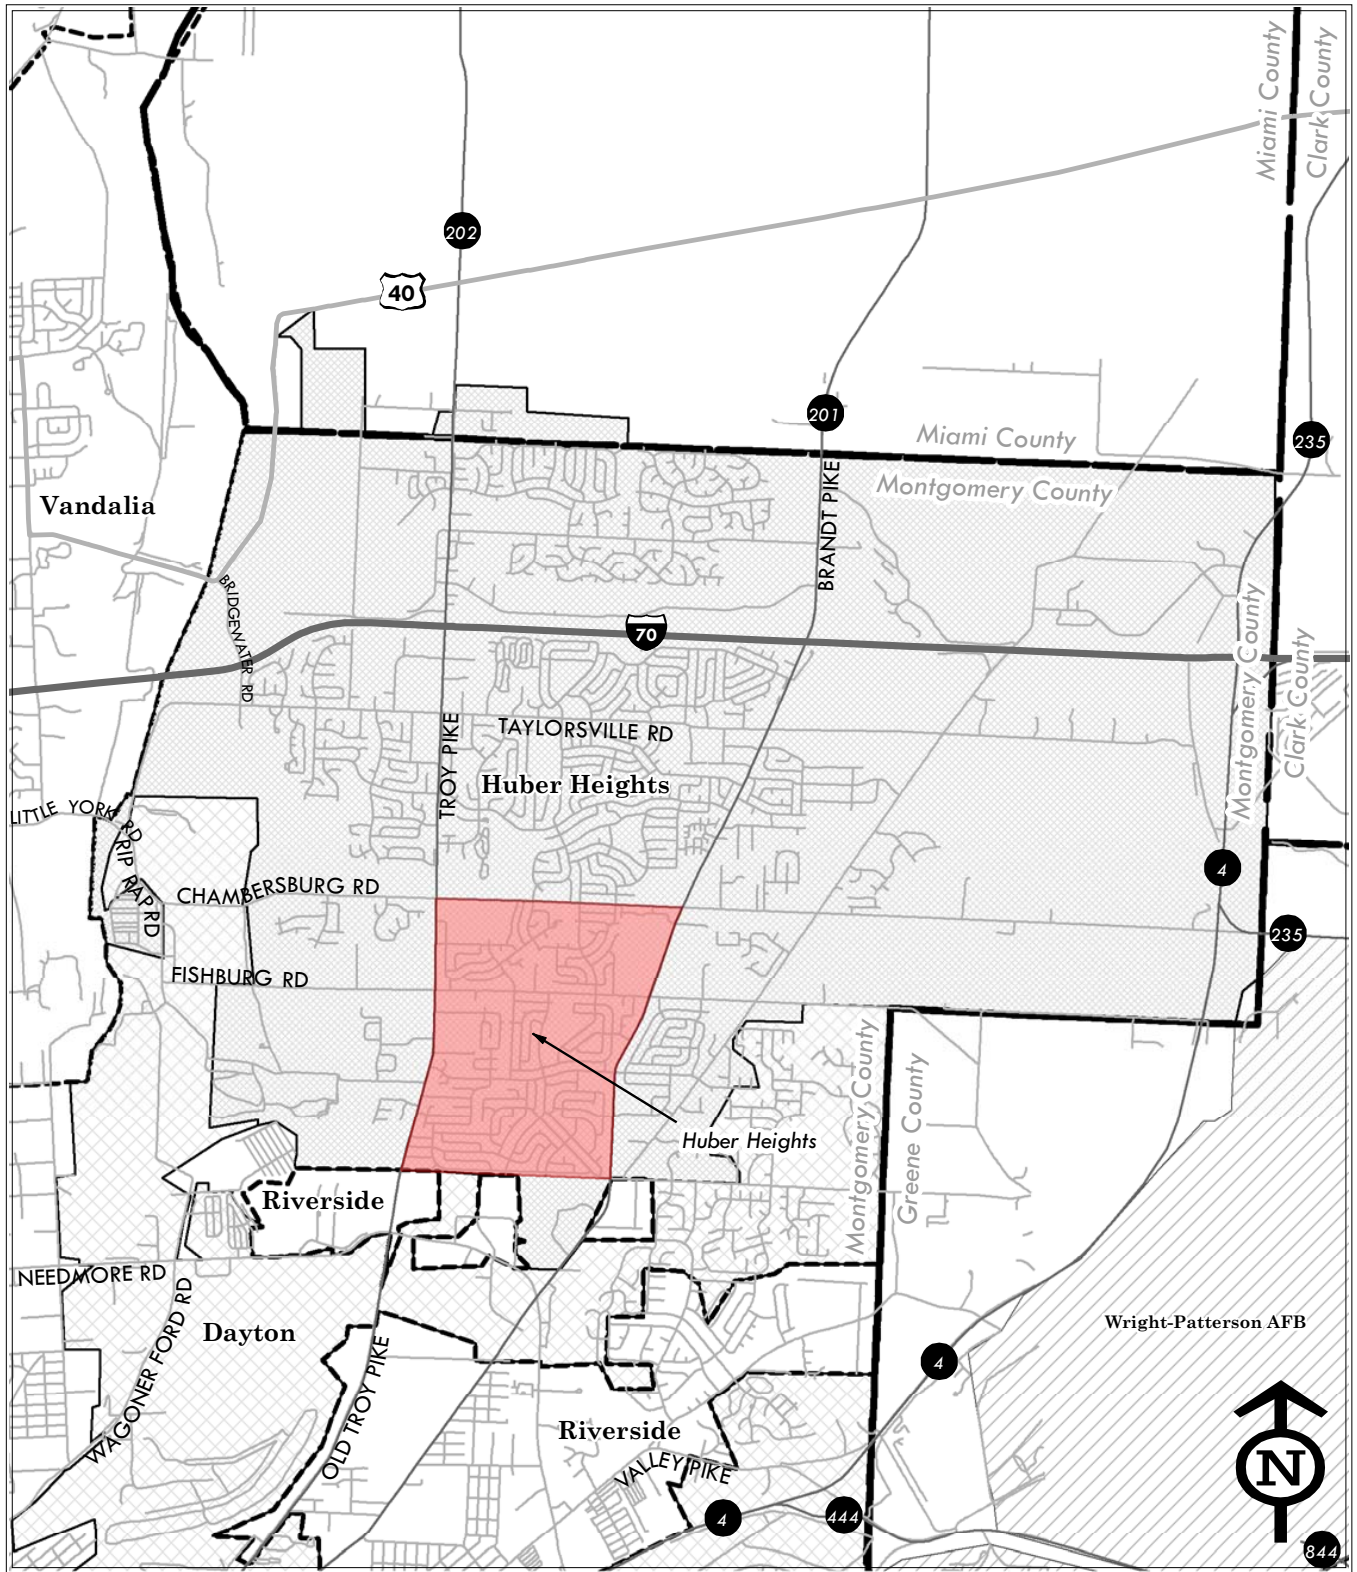 Miami County
Clark County
202
40
201
235
Miami County
Montgomery County
Vandalia
BRANDT PIKE
BRIDGEWATER RD
70
Montgomery County
Clark County
TROY PIKE
TAYLORSVILLE RD
Huber Heights
LITTLE YORK RD
RIP RAP RD
CHAMBERSBURG RD
4
235
FISHBURG RD
Huber Heights
Montgomery County
Greene County
Riverside
NEEDMORE RD
WAGONER FORD RD
Dayton
OLD TROY PIKE
Wright-Patterson AFB
4
Riverside
VALLEY PIKE
N
4
444
844